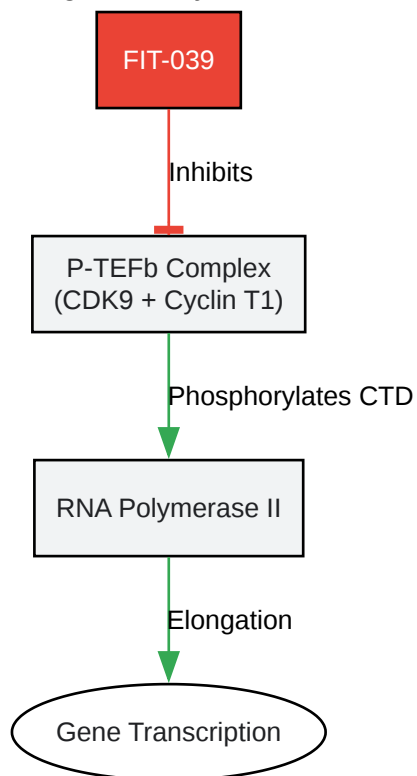 FIT-039
Inhibits
P-TEFb Complex
(CDK9 + Cyclin T1)
Phosphorylates CTD
RNA Polymerase II
Elongation
Gene Transcription